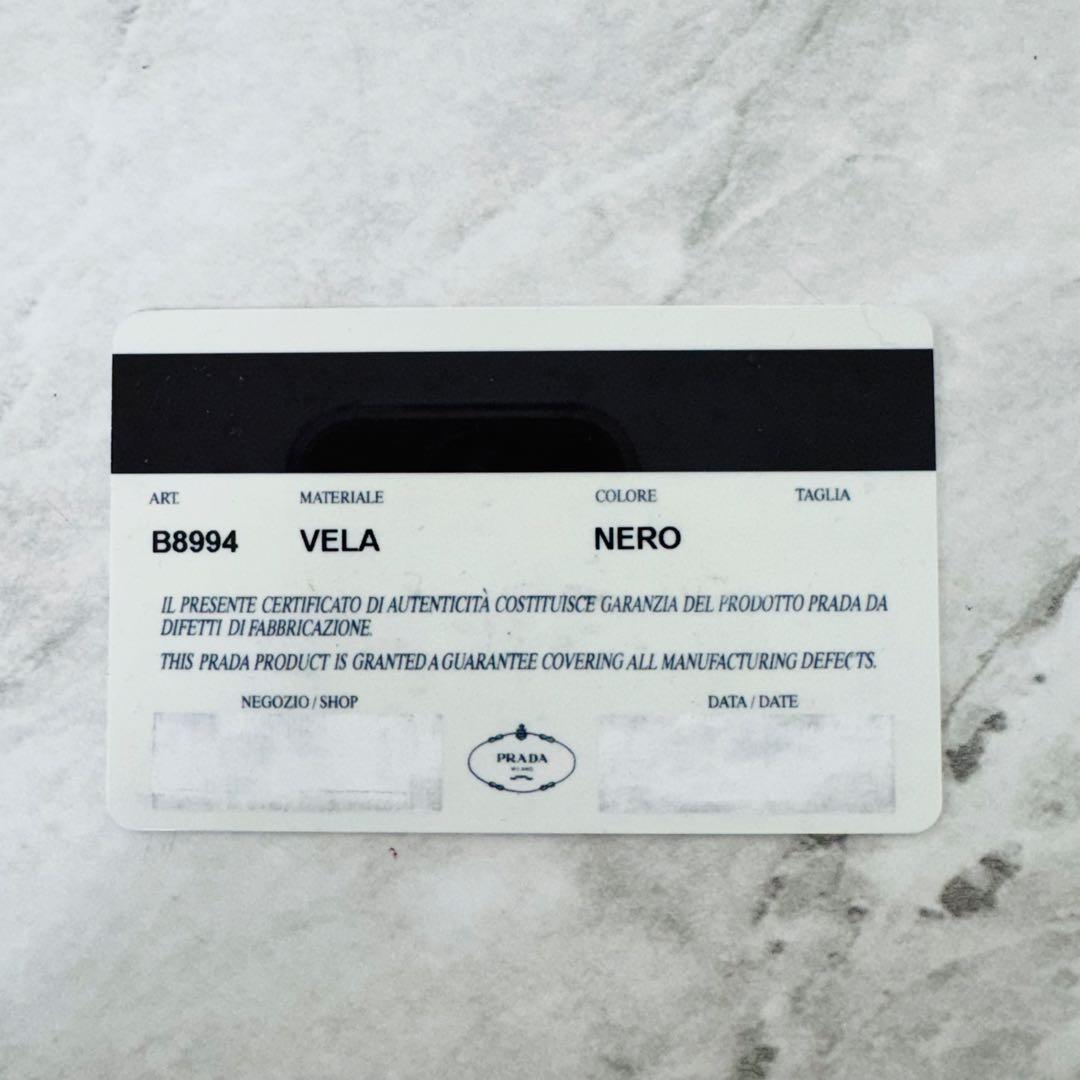 ART. MATERIALE COLORE TAGLIA
B8994 VELA NERO
IL PRESENTE CERTIFICATO DI AUTENTICITÀ COSTITUISCE GARANZIA DEL PRODOTTO PRADA DA
DIFETTI DI FABBRICAZIONE.
THIS PRADA PRODUCT IS GRANTED A GUARANTEE COVERING ALL MANUFACTURING DEFECTS.
NEGOZIO / SHOP DATA / DATE
PRADA
MILANO